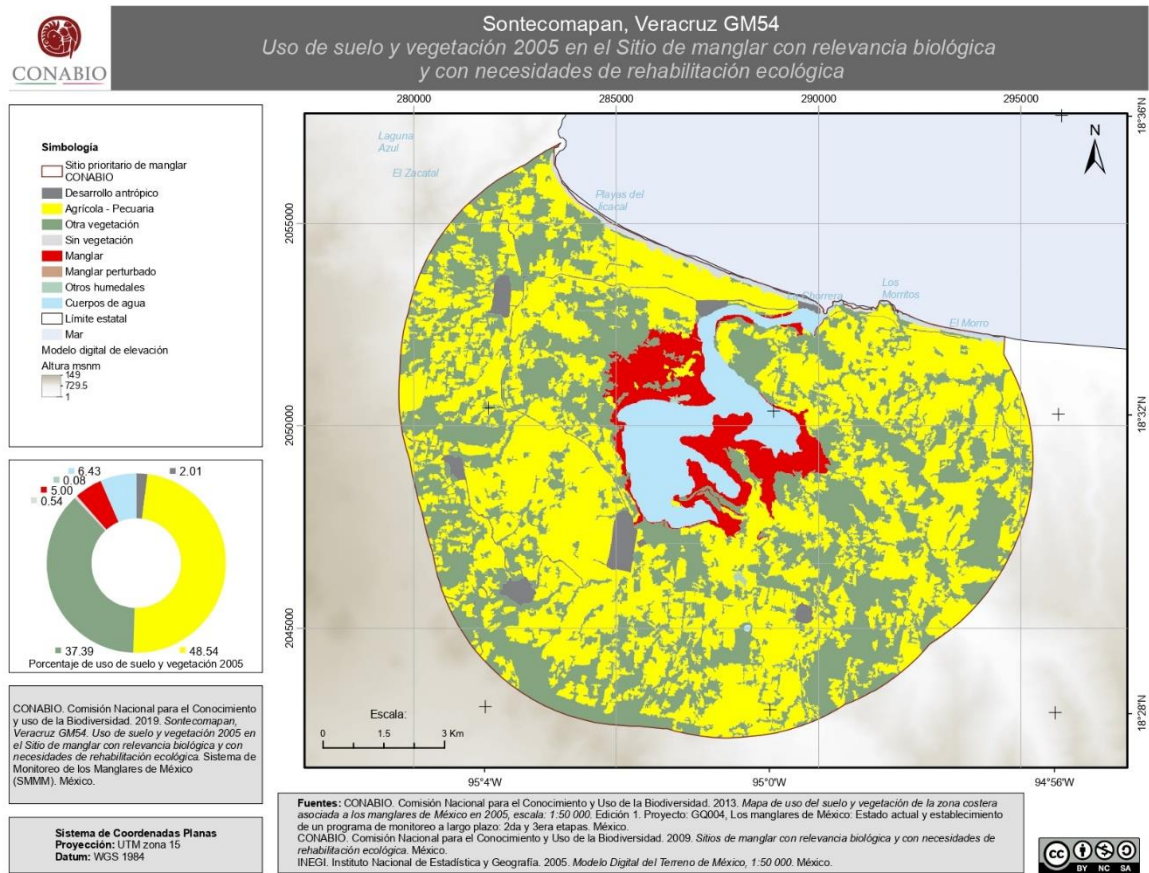 CONABIO
Sontecomapan, Veracruz GM54
Uso de suelo y vegetación 2005 en el Sitio de manglar con relevancia biológica
y con necesidades de rehabilitación ecológica
Simbología
Sitio prioritario de manglar
CONABIO
Desarrollo antrópico
Agrícola - Pecuaria
Otra vegetación
Sin vegetación
Manglar
Manglar perturbado
Otros humedales
Cuerpos de agua
Límite estatal
Mar
Modelo digital de elevación
Altura msnm
149
729.5
1
280000
285000
290000
295000
18°36'N
18°32'N
18°28'N
2055000
2050000
2045000
95°4'W
95°0'W
94°56'W
N
Laguna
Azul
El Zacatal
Playas del
Jicacal
La Chorrera
Los
Morritos
El Morro
Escala:
0 1.5 3 Km
6.43
0.08
5.00
0.54
2.01
37.39
48.54
Porcentaje de uso de suelo y vegetación 2005
CONABIO. Comisión Nacional para el Conocimiento
y uso de la Biodiversidad. 2019. Sontecomapan,
Veracruz GM54. Uso de suelo y vegetación 2005 en
el Sitio de manglar con relevancia biológica y con
necesidades de rehabilitación ecológica. Sistema de
Monitoreo de los Manglares de México
(SMMM). México.
Sistema de Coordenadas Planas
Proyección: UTM zona 15
Datum: WGS 1984
Fuentes: CONABIO. Comisión Nacional para el Conocimiento y Uso de la Biodiversidad. 2013. Mapa de uso del suelo y vegetación de la zona costera
asociada a los manglares de México en 2005, escala: 1:50 000. Edición 1. Proyecto: GQ004, Los manglares de México: Estado actual y establecimiento
de un programa de monitoreo a largo plazo: 2da y 3era etapas. México.
CONABIO. Comisión Nacional para el Conocimiento y Uso de la Biodiversidad. 2009. Sitios de manglar con relevancia biológica y con necesidades de
rehabilitación ecológica. México.
INEGI. Instituto Nacional de Estadística y Geografía. 2005. Modelo Digital del Terreno de México, 1:50 000. México.
cc
BY NC SA